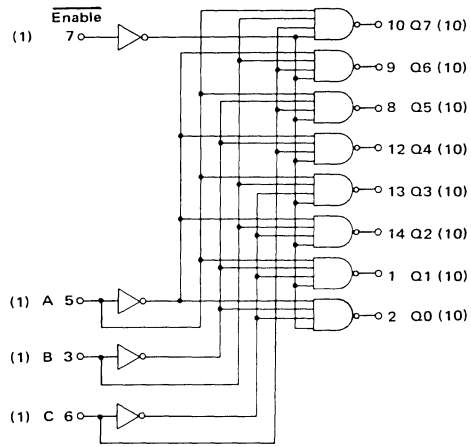 Enable
(1) 7
10 Q7 (10)
9 Q6 (10)
8 Q5 (10)
12 Q4 (10)
13 Q3 (10)
14 Q2 (10)
(1) A 5
1 Q1 (10)
2 Q0 (10)
(1) B 3
(1) C 6